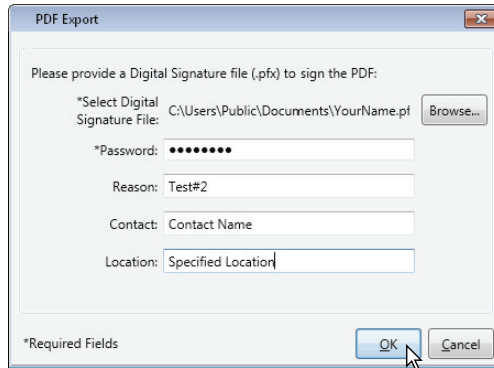 PDF Export
Please provide a Digital Signature file (.pfx) to sign the PDF:
*Select Digital
Signature File: C:\Users\Public\Documents\YourName.pf Browse...
*Password: ●●●●●●●●
Reason: Test#2
Contact: Contact Name
Location: Specified Location
*Required Fields OK Cancel